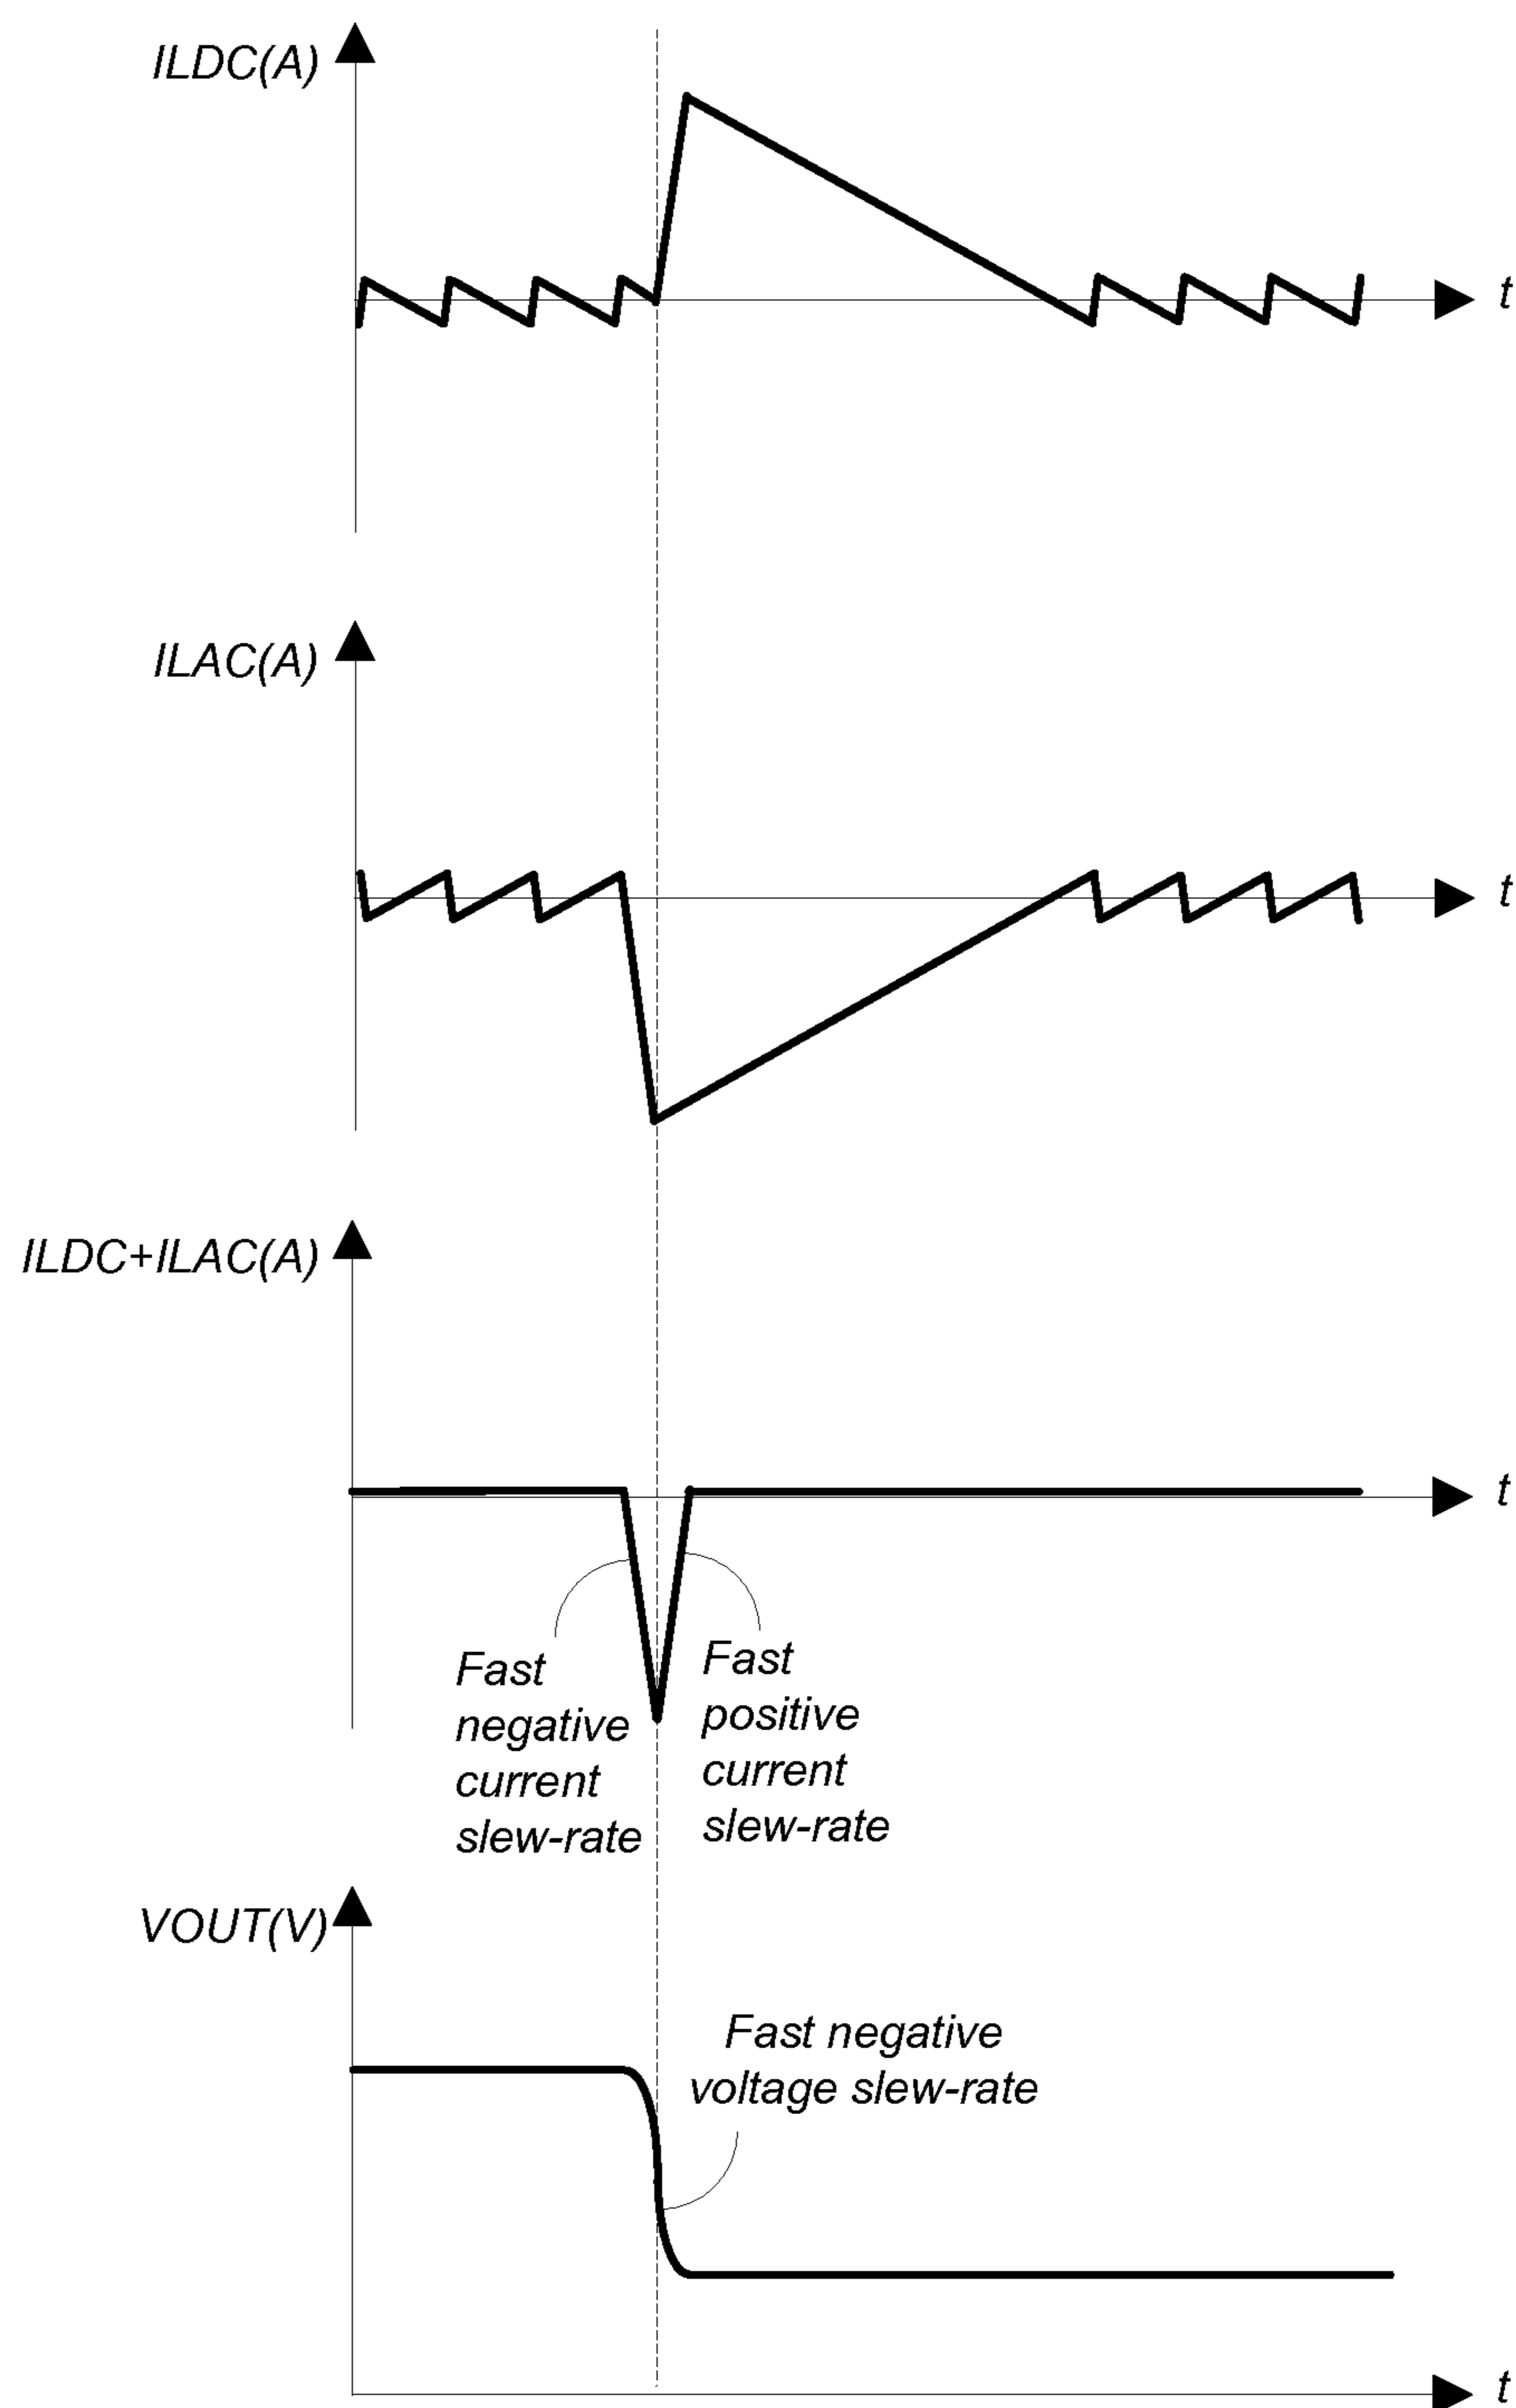 ILDC(A)
t
ILAC(A)
t
ILDC+ILAC(A)
t
Fast
negative
current
slew-rate
Fast
positive
current
slew-rate
VOUT(V)
Fast negative
voltage slew-rate
t